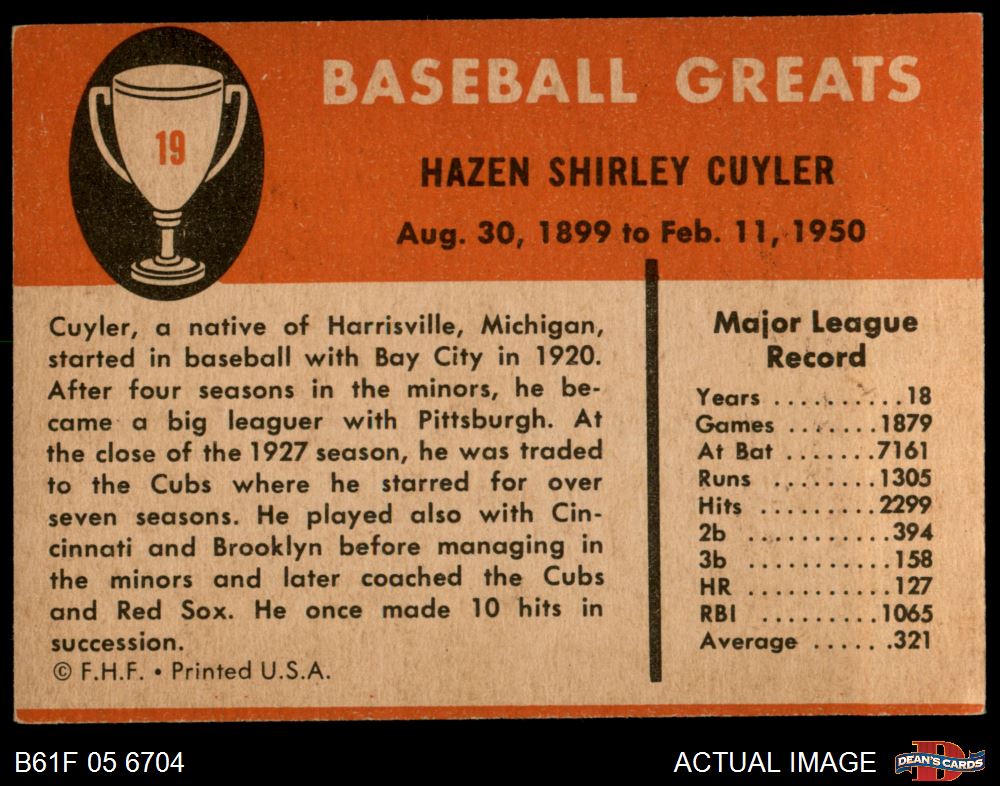 19
BASEBALL GREATS
HAZEN SHIRLEY CUYLER
Aug. 30, 1899 to Feb. 11, 1950
Cuyler, a native of Harrisville, Michigan,
started in baseball with Bay City in 1920.
After four seasons in the minors, he be-
came a big leaguer with Pittsburgh. At
the close of the 1927 season, he was traded
to the Cubs where he starred for over
seven seasons. He played also with Cin-
cinnati and Brooklyn before managing in
the minors and later coached the Cubs
and Red Sox. He once made 10 hits in
succession.
© F.H.F. • Printed U.S.A.
Major League
Record
Years ..........18
Games .......1879
At Bat .......7161
Runs ........1305
Hits .........2299
2b ...........394
3b ...........158
HR ...........127
RBI .........1065
Average ......321
B61F 05 6704
ACTUAL IMAGE
D
DEAN'S CARDS